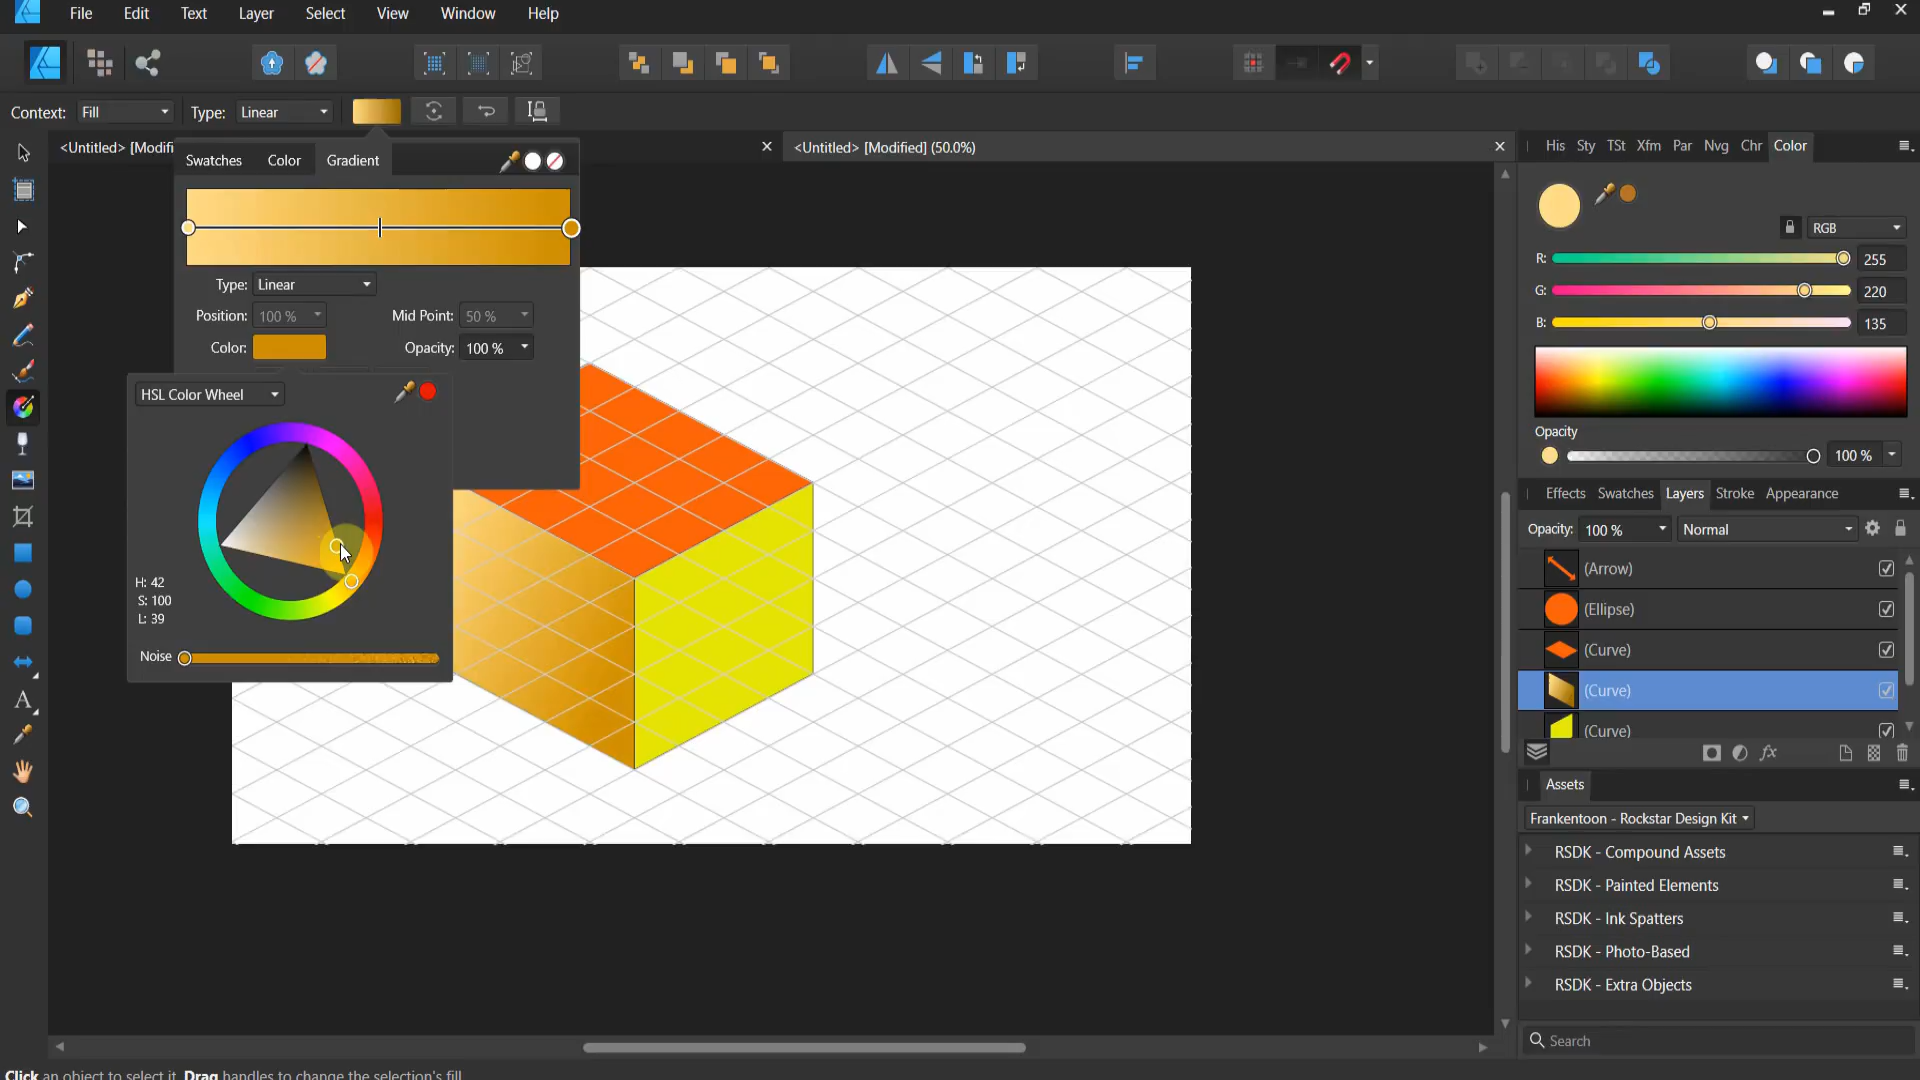 File Edit Text Layer Select View Window Help
Context: Fill Type: Linear
<Untitled> [Modifi
<Untitled> [Modified] (50.0%)
Swatches Color Gradient
Type: Linear
Position: 100 % Mid Point: 50 %
Color: Opacity: 100 %
HSL Color Wheel
H: 42
S: 100
L: 39
Noise
His Sty TSt Xfm Par Nvg Chr Color
RGB
R: 255
G: 220
B: 135
Opacity
100 %
Effects Swatches Layers Stroke Appearance
Opacity: 100 % Normal
(Arrow)
(Ellipse)
(Curve)
(Curve)
(Curve)
Assets
Frankentoon - Rockstar Design Kit
RSDK - Compound Assets
RSDK - Painted Elements
RSDK - Ink Spatters
RSDK - Photo-Based
RSDK - Extra Objects
Search
Click an object to select it. Drag handles to change the selection's fill.